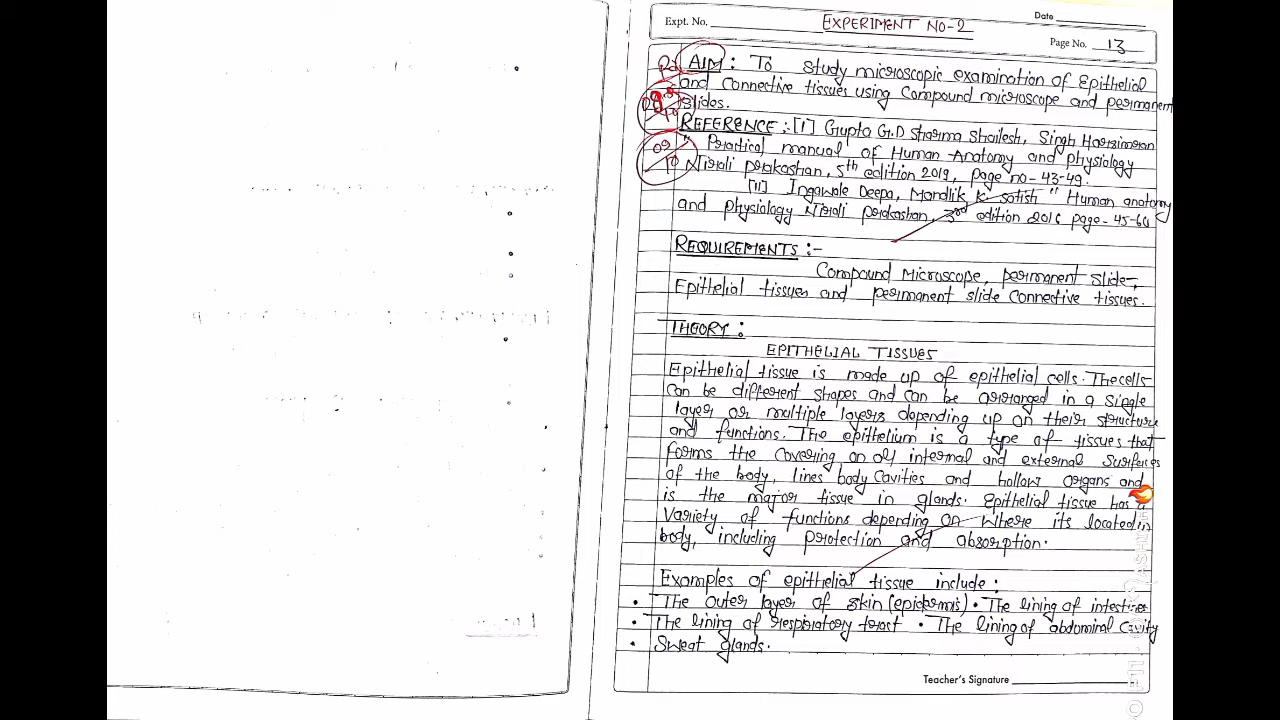 Expt. No.
EXPERIMENT NO-2
Date
Page No. 13
AIM : To study microscopic examination of Epithelial
and connective tissues using compound microscope and permanent
slides.
REFERENCE :- [I] Gupta G.D Sharma Shailesh, Singh
" Practical manual of Human Anatomy and physiology
Nirali prakashan, 5th edition 2019, page no - 43-49.
[II] Ingawale Deepa, Mandlik K. satish " Human anatomy
and physiology Nirali prakashan, 3rd edition 2016 page - 45-60
REQUIREMENTS :-
Compound Microscope, permanent slide-,
Epithelial tissues and permanent slide connective tissues.
THEORY :
EPITHELIAL TISSUES
Epithelial tissue is made up of epithelial cells. The cells
can be different shapes and can be arranged in a single
layer or multiple layers depending up on their structure
and functions. The epithelium is a type of tissues that
forms the covering on all internal and external surfaces
of the body, lines body cavities and hollow organs and
is the major tissue in glands. Epithelial tissue has a
variety of functions depending on where its located in
body, including protection and absorption.
Examples of epithelial tissue include :
• The outer layer of skin (epidermis) • The lining of intestines
• The lining of respiratory tract • The lining of abdominal cavity
• Sweat glands.
Teacher's Signature